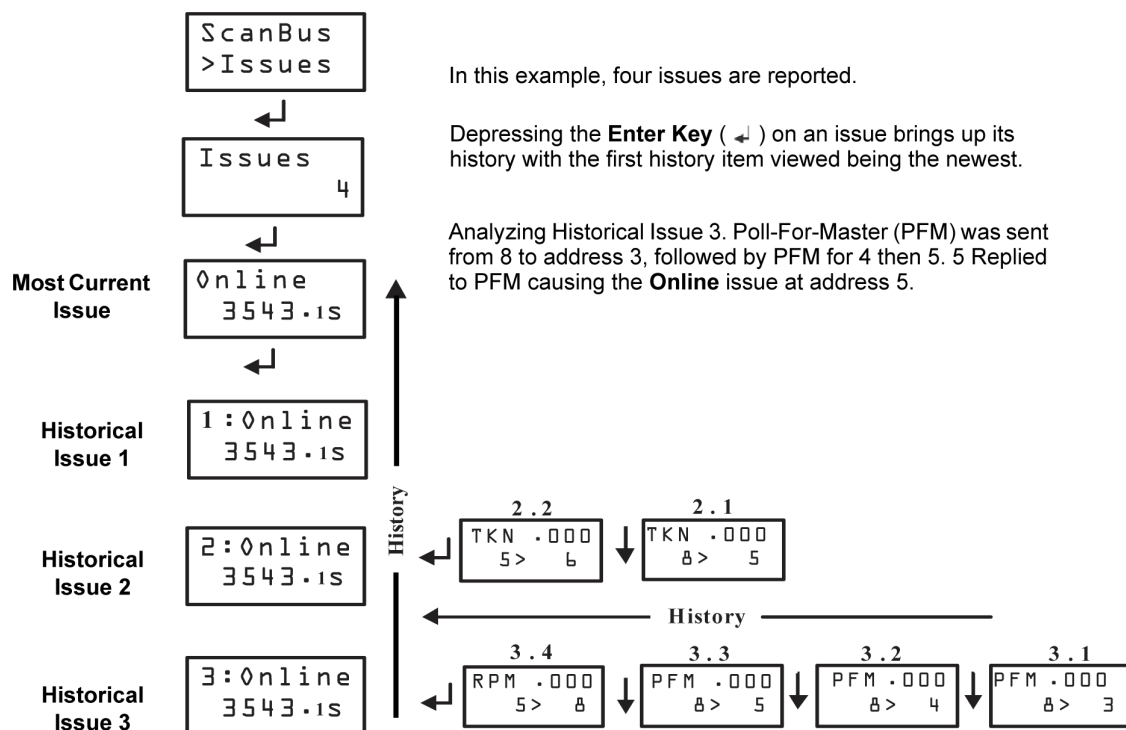 ScanBus
>Issues
In this example, four issues are reported.
Depressing the Enter Key ( ↲ ) on an issue brings up its
history with the first history item viewed being the newest.
Issues
4
Analyzing Historical Issue 3. Poll-For-Master (PFM) was sent
from 8 to address 3, followed by PFM for 4 then 5. 5 Replied
to PFM causing the Online issue at address 5.
Most Current
Issue
Online
3543.1s
Historical
Issue 1
1:Online
3543.1s
History
Historical
Issue 2
2:Online
3543.1s
2.2
TKN .000
5> 6
2.1
TKN .000
8> 5
History
Historical
Issue 3
3:Online
3543.1s
3.4
RPM .000
5> 8
3.3
PFM .000
8> 5
3.2
PFM .000
8> 4
3.1
PFM .000
8> 3